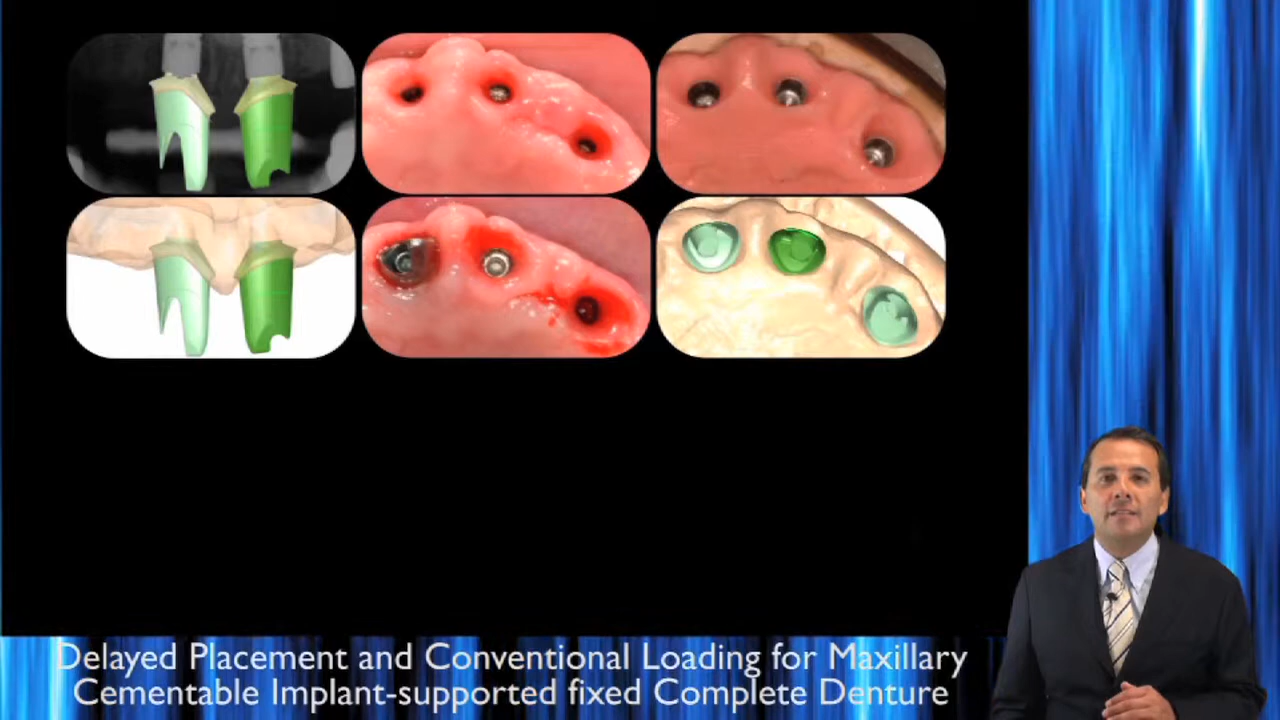 Delayed Placement and Conventional Loading for Maxillary
Cementable Implant-supported fixed Complete Denture